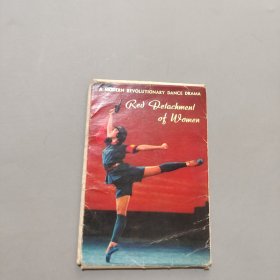 A MODERN REVOLUTIONARY DANCE DRAMA
Red Detachment
of Women